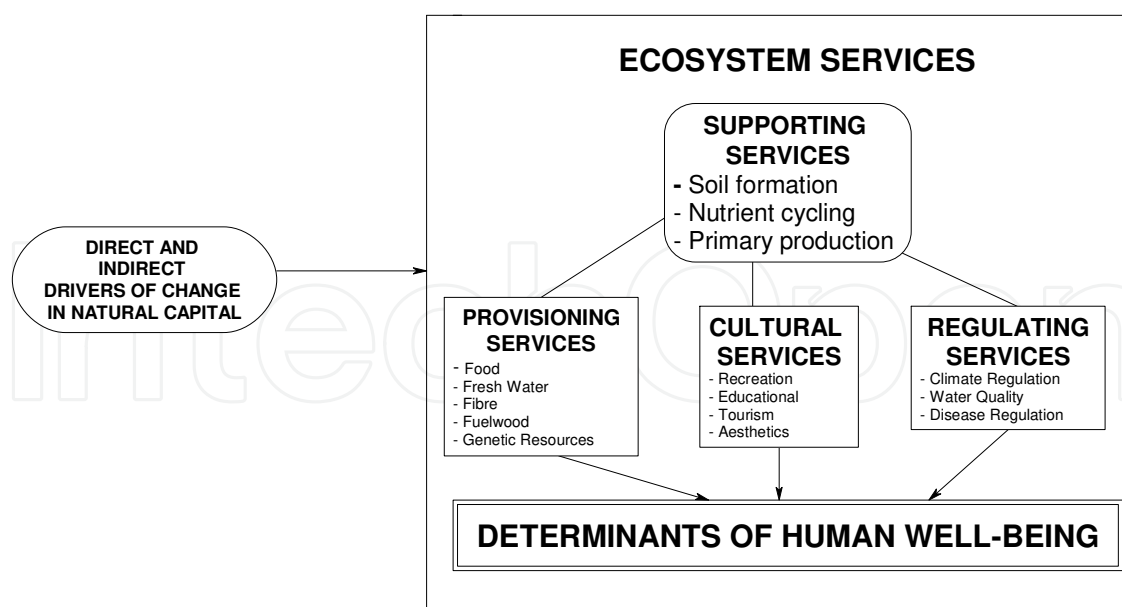 ECOSYSTEM SERVICES
SUPPORTING
SERVICES
- Soil formation
- Nutrient cycling
- Primary production
DIRECT AND
INDIRECT
DRIVERS OF CHANGE
IN NATURAL CAPITAL
PROVISIONING
SERVICES
- Food
- Fresh Water
- Fibre
- Fuelwood
- Genetic Resources
CULTURAL
SERVICES
- Recreation
- Educational
- Tourism
- Aesthetics
REGULATING
SERVICES
- Climate Regulation
- Water Quality
- Disease Regulation
DETERMINANTS OF HUMAN WELL-BEING
IntechOpen